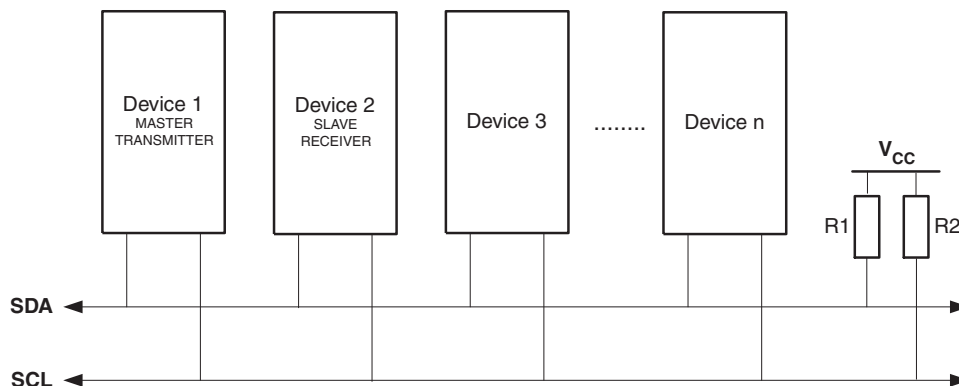 Device 1
MASTER
TRANSMITTER
Device 2
SLAVE
RECEIVER
Device 3
........
Device n
VCC
R1
R2
SDA
SCL